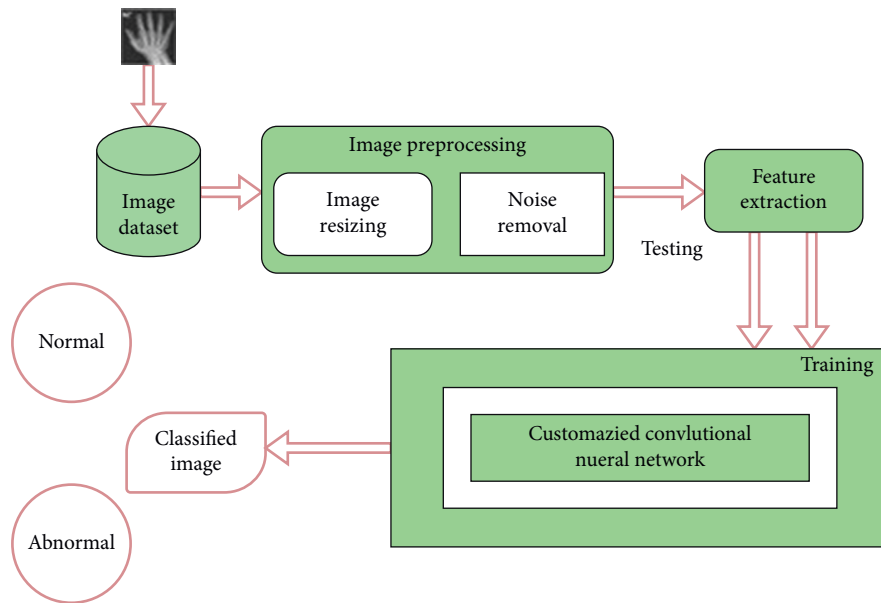 Image preprocessing
Image
dataset
Image
resizing
Noise
removal
Feature
extraction
Testing
Normal
Training
Customazied convlutional
nueral network
Classified
image
Abnormal